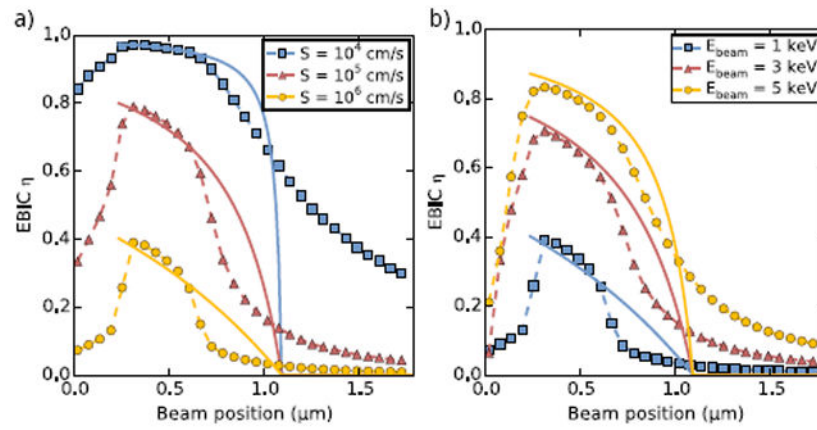 a)
EBIC η
1,0
0,8
0,6
0,4
0,2
0,0
S = 10⁴ cm/s
S = 10⁵ cm/s
S = 10⁶ cm/s
0.0 0.5 1.0 1.5
Beam position (μm)
b)
EBIC η
1,0
0,8
0,6
0,4
0,2
0,0
E_beam = 1 keV
E_beam = 3 keV
E_beam = 5 keV
0.0 0.5 1.0 1.5
Beam position (μm)